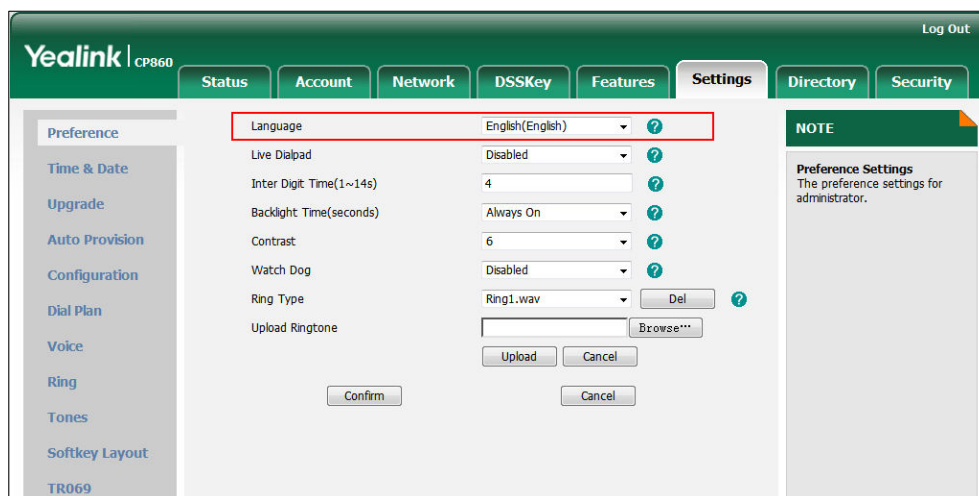 Log Out
Yealink CP860
Status Account Network DSSKey Features Settings Directory Security
Preference
Time & Date
Upgrade
Auto Provision
Configuration
Dial Plan
Voice
Ring
Tones
Softkey Layout
TR069
Language English(English) ?
Live Dialpad Disabled ?
Inter Digit Time(1~14s) 4 ?
Backlight Time(seconds) Always On ?
Contrast 6 ?
Watch Dog Disabled ?
Ring Type Ring1.wav Del ?
Upload Ringtone Browse...
Upload Cancel
Confirm Cancel
NOTE
Preference Settings
The preference settings for
administrator.